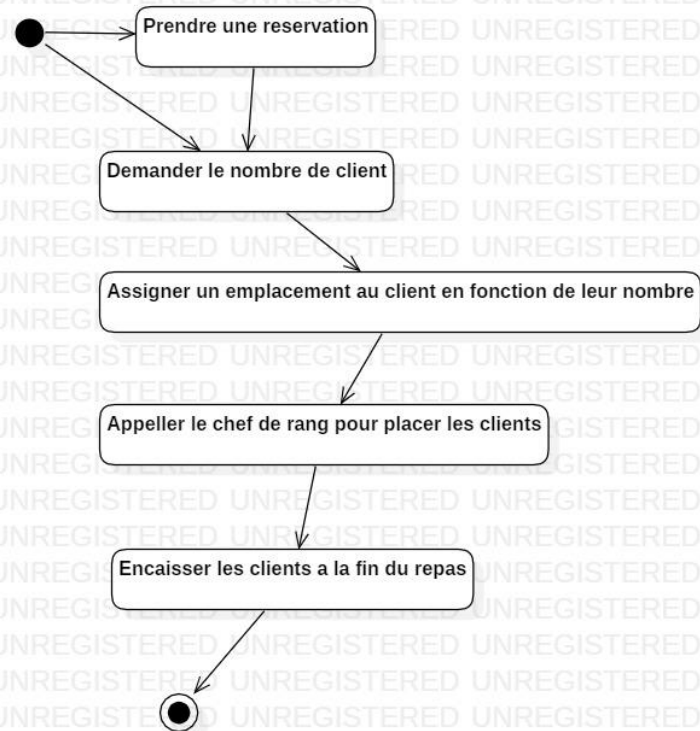 Prendre une reservation
Demander le nombre de client
Assigner un emplacement au client en fonction de leur nombre
Appeller le chef de rang pour placer les clients
Encaisser les clients a la fin du repas
UNREGISTERED